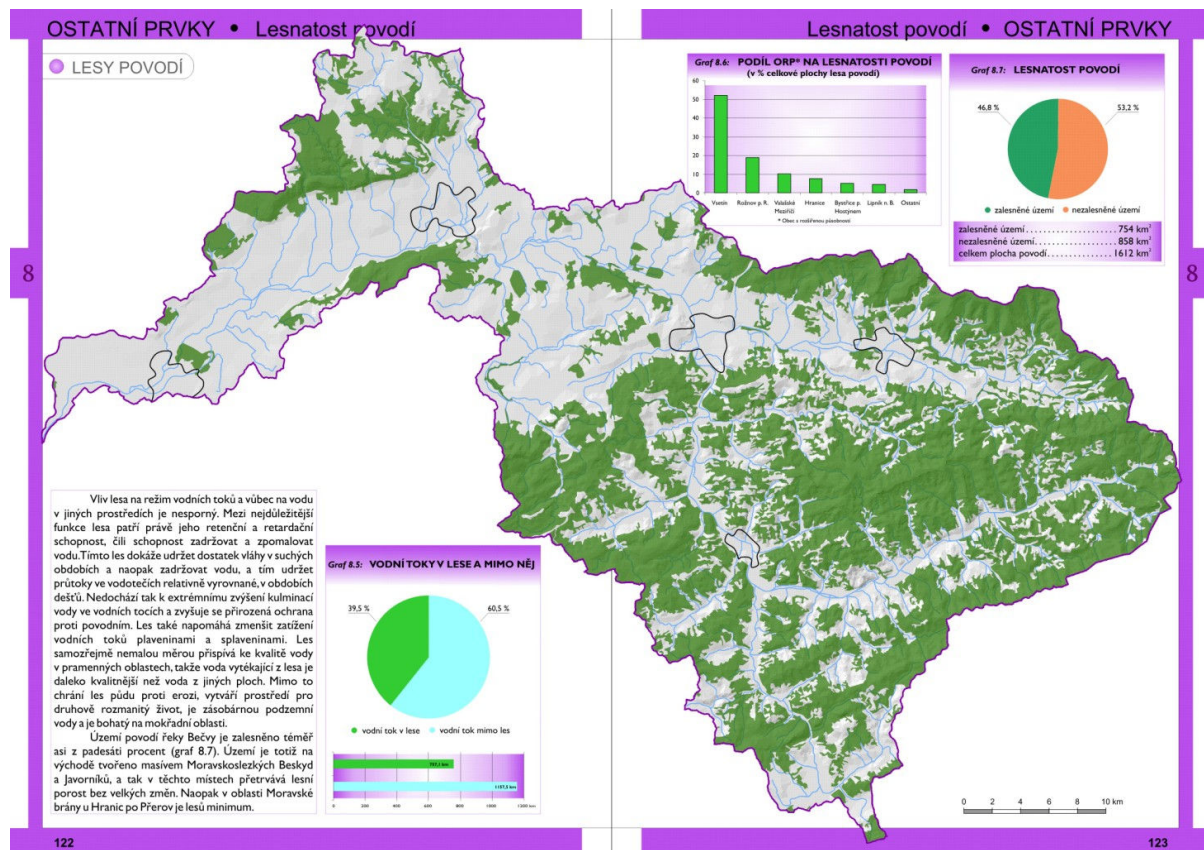 OSTATNÍ PRVKY • Lesnatost povodí
Lesnatost povodí • OSTATNÍ PRVKY
LESY POVODÍ
8
8
Graf 8.6: PODÍL ORP* NA LESNATOSTI POVODÍ
(v % celkové plochy lesa povodí)
60
50
40
30
20
10
0
Vsetín
Rožnov p. R.
Valašské
Meziříčí
Hranice
Bystřice p.
Hostýnem
Lipník n. B.
Ostatní
* Obec s rozšířenou působností
Graf 8.7: LESNATOST POVODÍ
46,8 %
53,2 %
zalesněné území
nezalesněné území
zalesněné území . . . . . . . . . . . . . . . . . . . 754 km²
nezalesněné území . . . . . . . . . . . . . . . . 858 km²
celkem plocha povodí . . . . . . . . . . . . . . 1612 km²
Vliv lesa na režim vodních toků a vůbec na vodu
v jiných prostředích je nesporný. Mezi nejdůležitější
funkce lesa patří právě jeho retenční a retardační
schopnost, čili schopnost zadržovat a zpomalovat
vodu.Tímto les dokáže udržet dostatek vláhy v suchých
obdobích a naopak zadržovat vodu, a tím udržet
průtoky ve vodotečích relativně vyrovnané, v obdobích
dešťů. Nedochází tak k extrémnímu zvýšení kulminací
vody ve vodních tocích a zvyšuje se přirozená ochrana
proti povodním. Les také napomáhá zmenšit zatížení
vodních toků plaveninami a splaveninami. Les
samozřejmě nemalou měrou přispívá ke kvalitě vody
v pramenných oblastech, takže voda vytékající z lesa je
daleko kvalitnější než voda z jiných ploch. Mimo to
chrání les půdu proti erozi, vytváří prostředí pro
druhově rozmanitý život, je zásobárnou podzemní
vody a je bohatý na mokřadní oblasti.
Území povodí řeky Bečvy je zalesněno téměř
asi z padesáti procent (graf 8.7). Území je totiž na
východě tvořeno masívem Moravskoslezkých Beskyd
a Javorníků, a tak v těchto místech přetrvává lesní
porost bez velkých změn. Naopak v oblasti Moravské
brány u Hranic po Přerov je lesů minimum.
Graf 8.5: VODNÍ TOKY V LESE A MIMO NĚJ
39,5 %
60,5 %
vodní tok v lese
vodní tok mimo les
757,1 km
1157,5 km
0 200 400 600 800 1000 1200 km
0 2 4 6 8 10 km
122
123